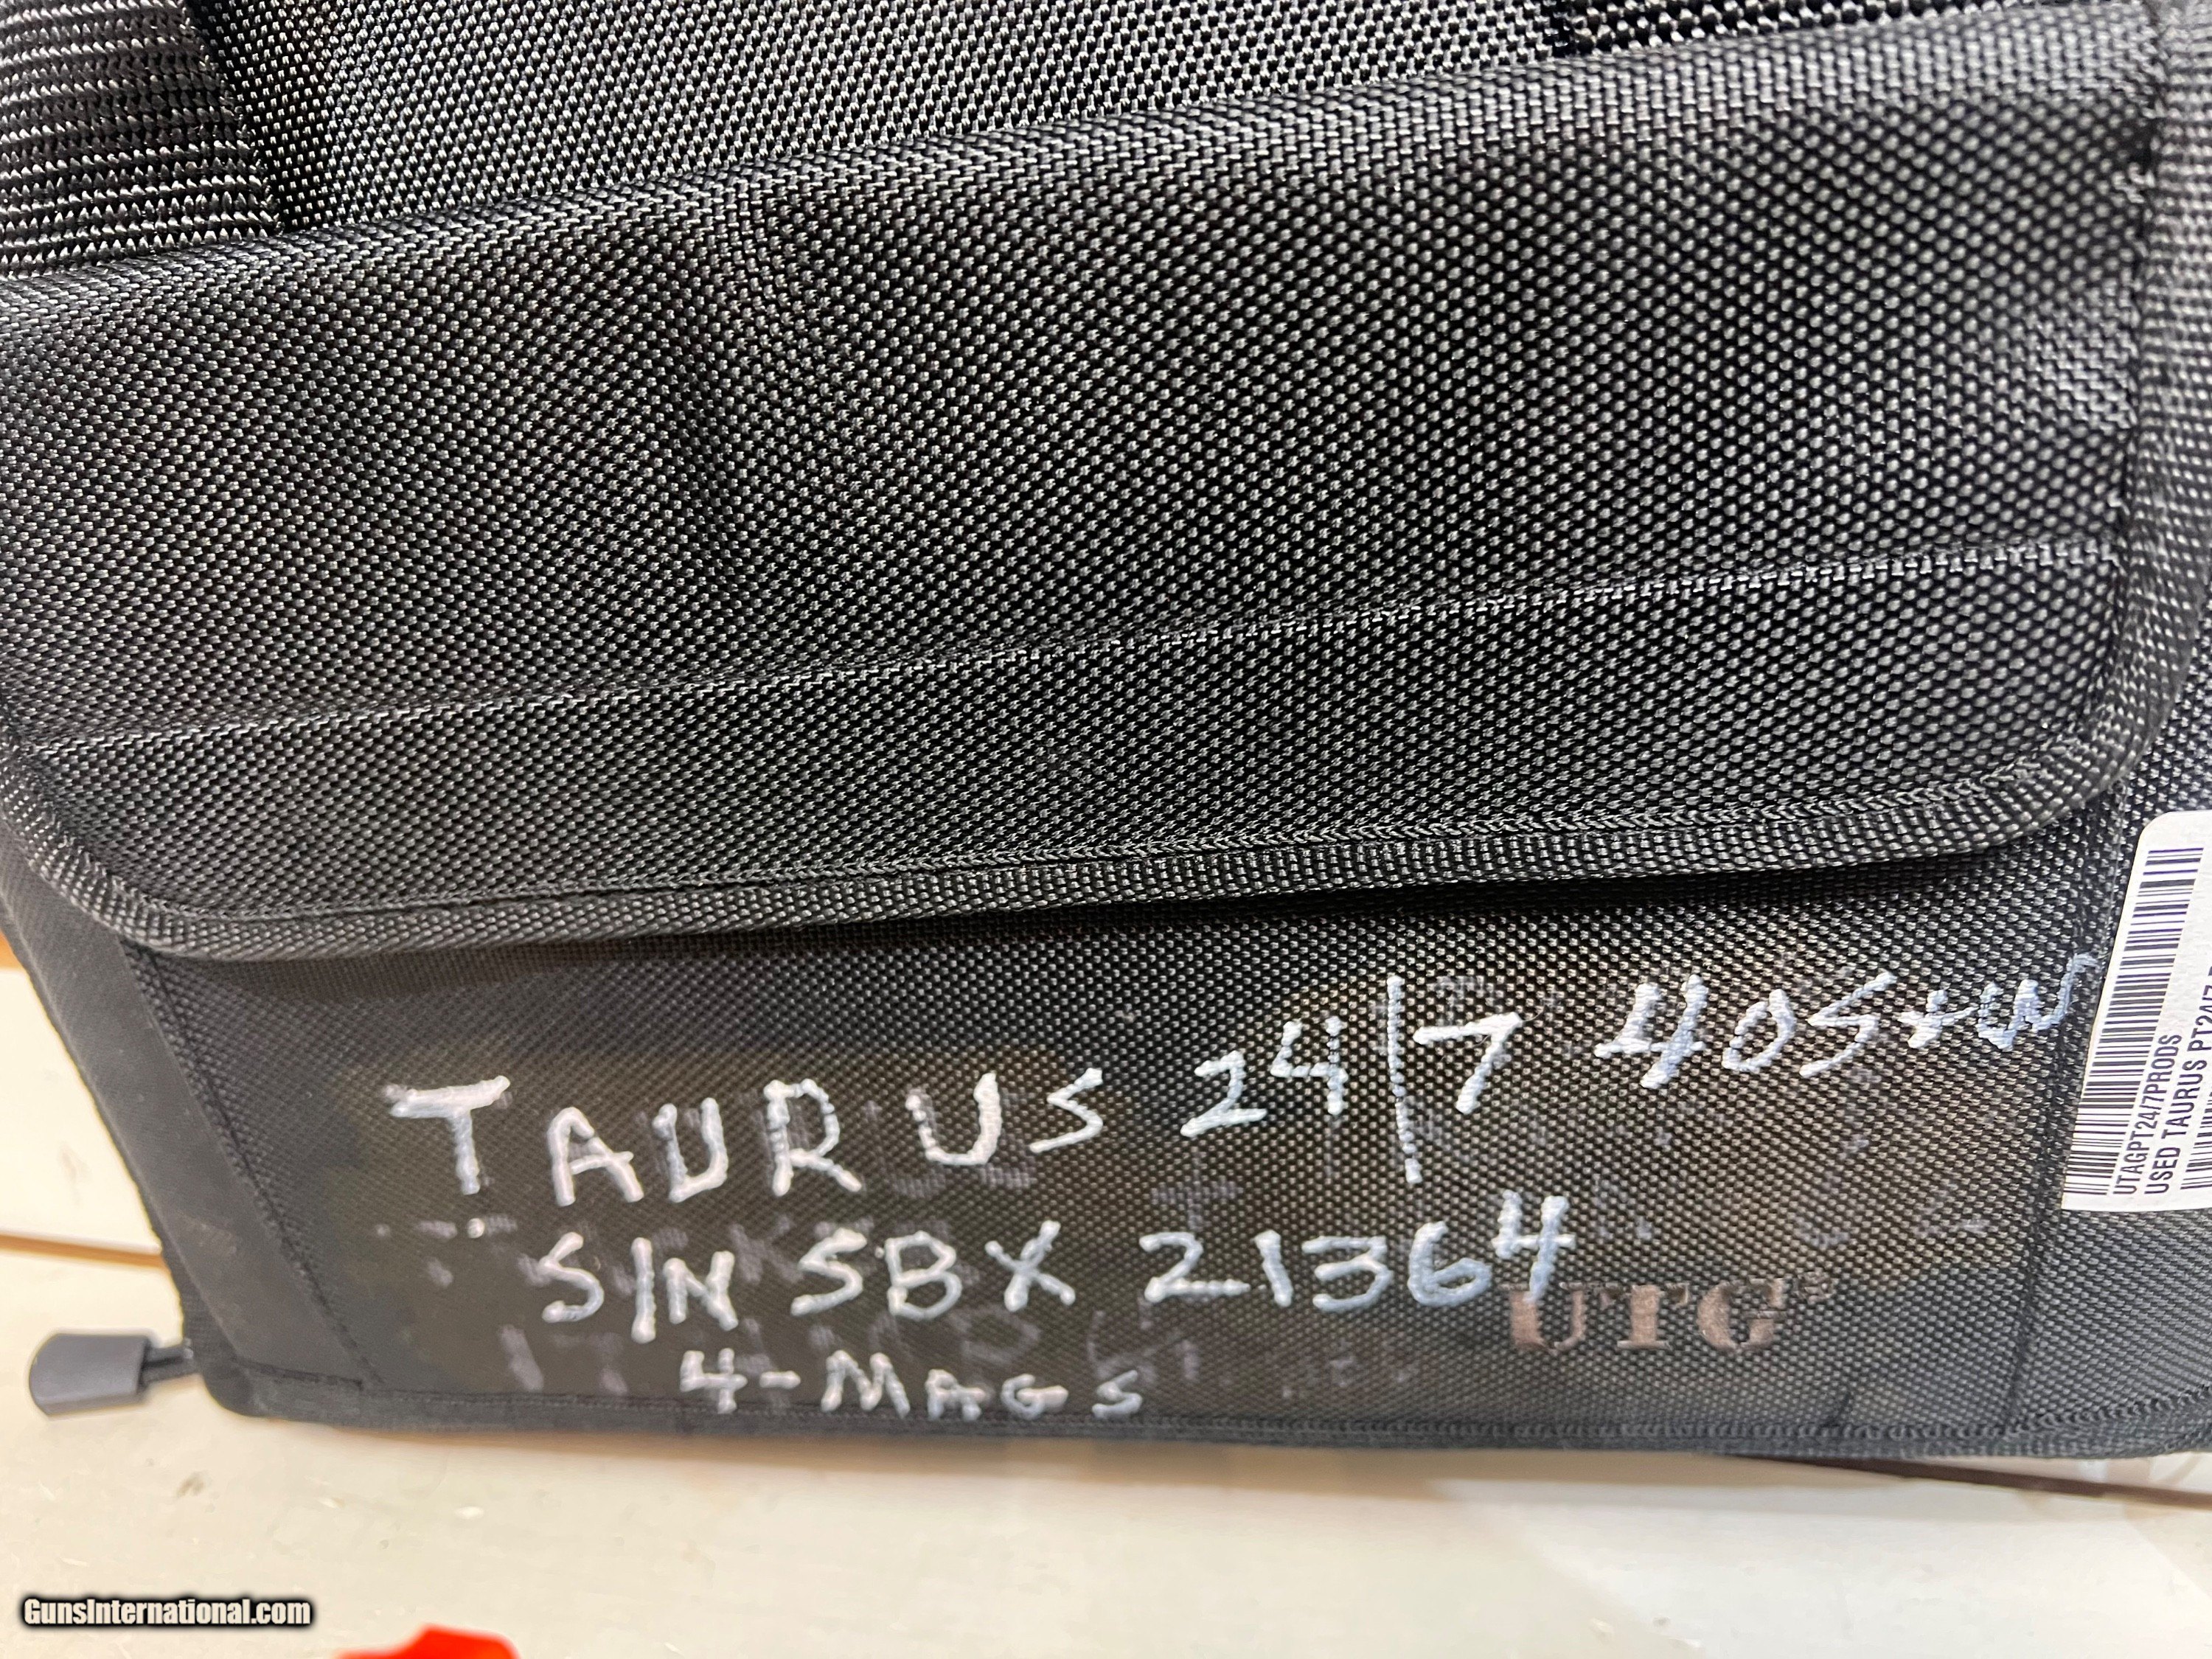 TAURUS 24/7 40S+W
S/N SBX 21364
4-MAGS
UTG®
UTAGPT24/7PRODS
USED TAURUS PT24/7
GunsInternational.com